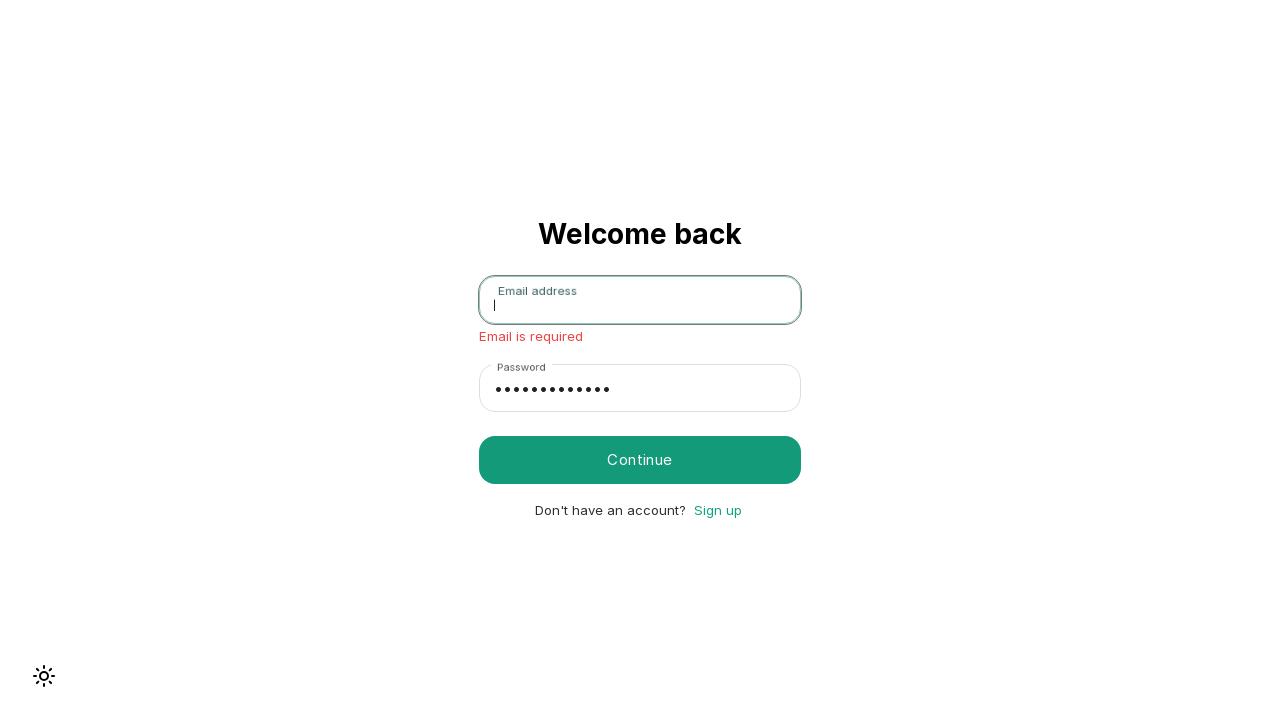 Welcome back
Email address
Email is required
Password
•••••••••••••
Continue
Don't have an account? Sign up